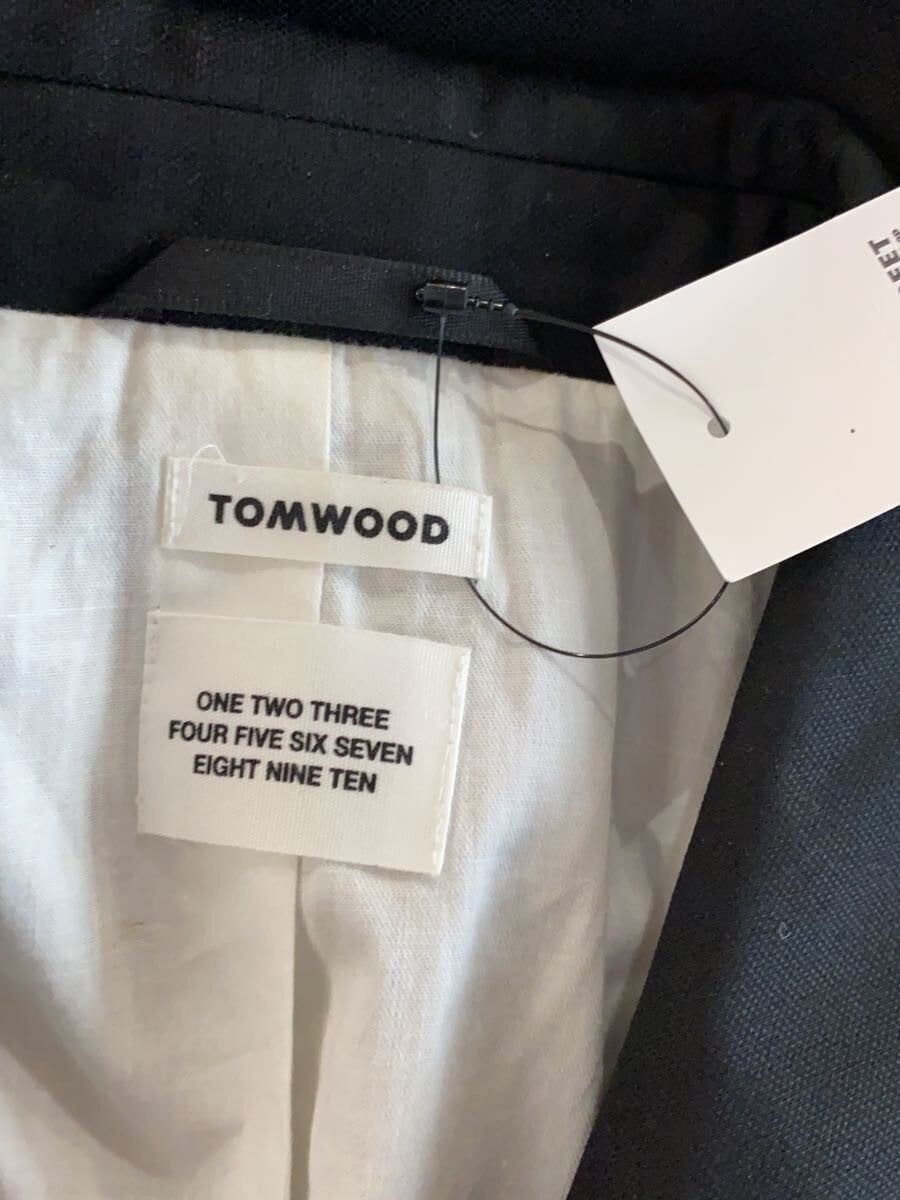 TOMWOOD
ONE TWO THREE
FOUR FIVE SIX SEVEN
EIGHT NINE TEN